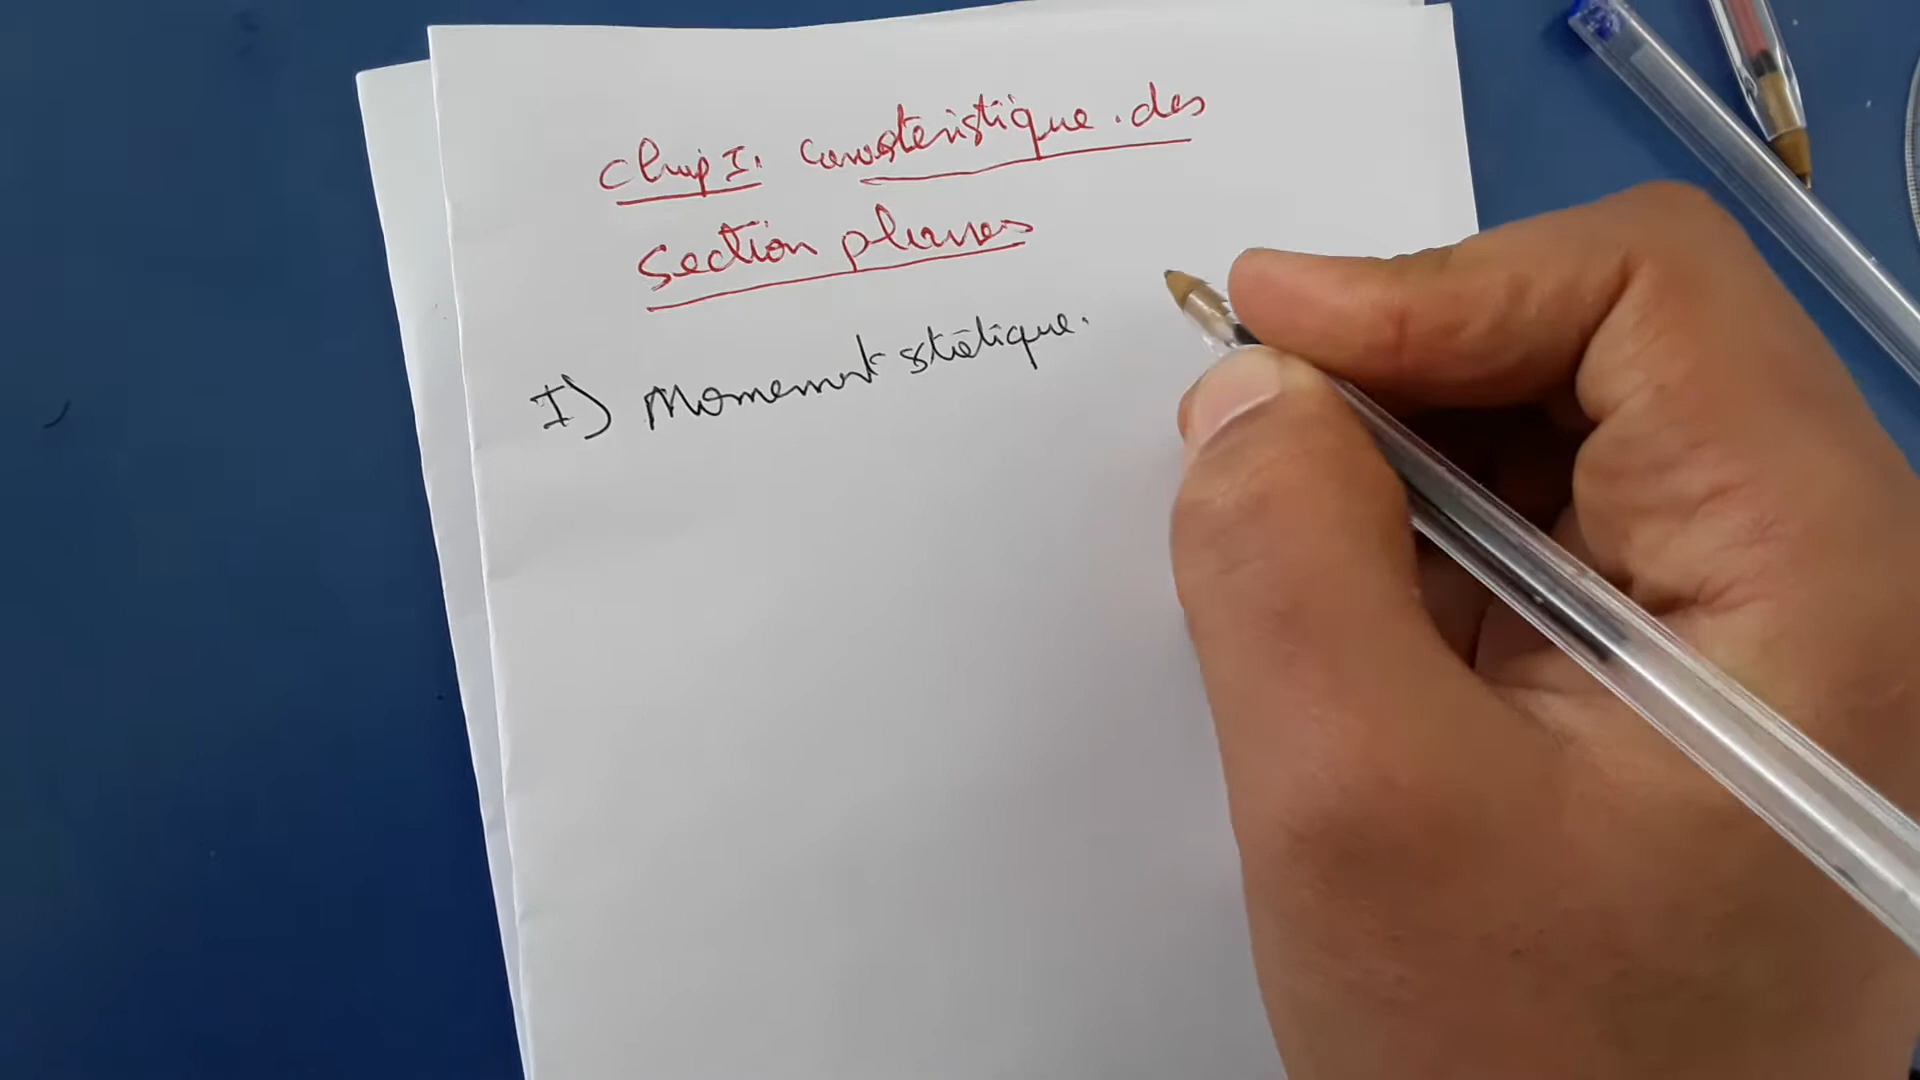 Chap I. Caracteristique. des
Section planes
I) Moment statique.